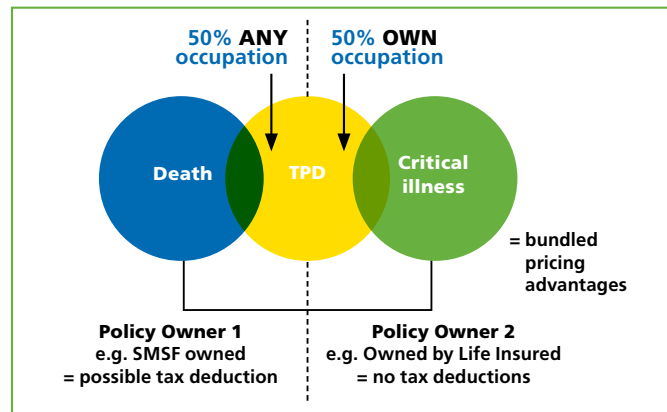 50% ANY
occupation
50% OWN
occupation
Death
TPD
Critical
illness
= bundled
pricing
advantages
Policy Owner 1
e.g. SMSF owned
= possible tax deduction
Policy Owner 2
e.g. Owned by Life Insured
= no tax deductions